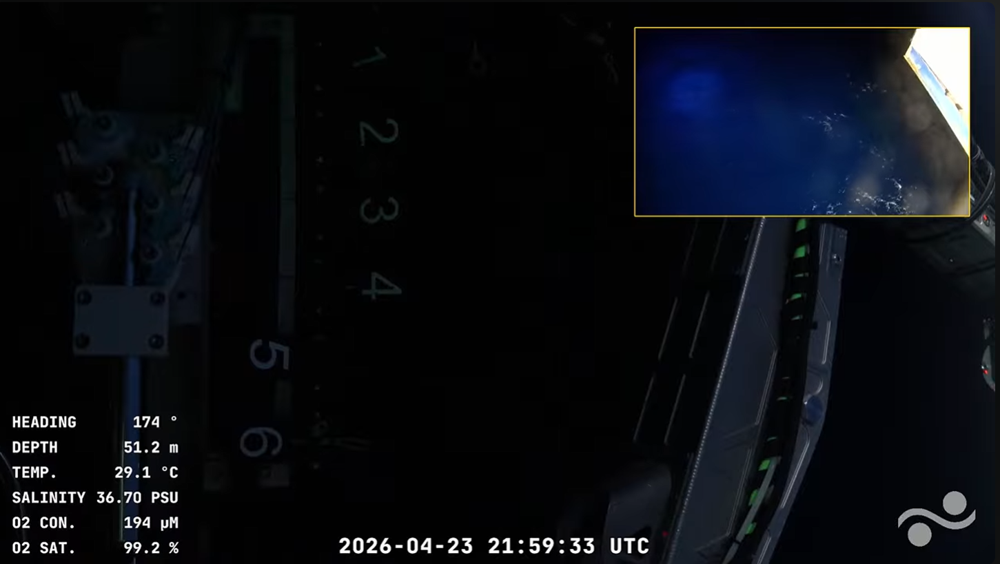 1
2
3
4
5
6
HEADING 174 °
DEPTH 51.2 m
TEMP. 29.1 °C
SALINITY 36.70 PSU
O2 CON. 194 µM
O2 SAT. 99.2 %
2026-04-23 21:59:33 UTC